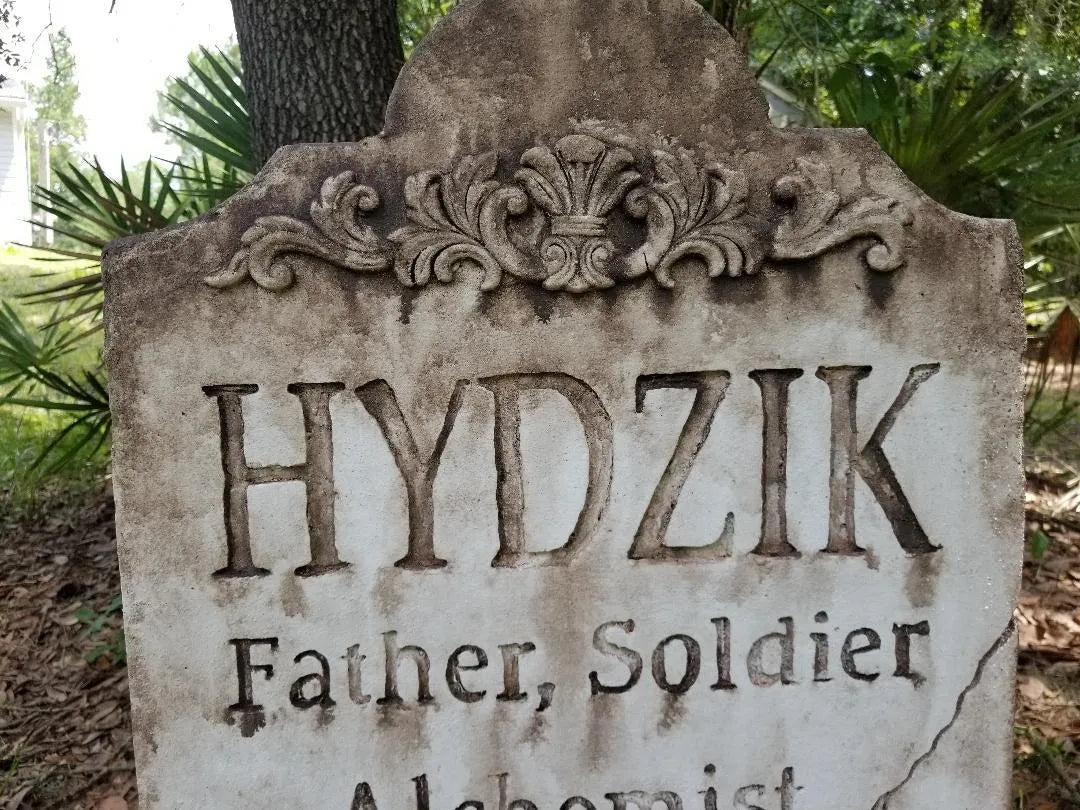 HYDZIK
Father, Soldier
Alchemist